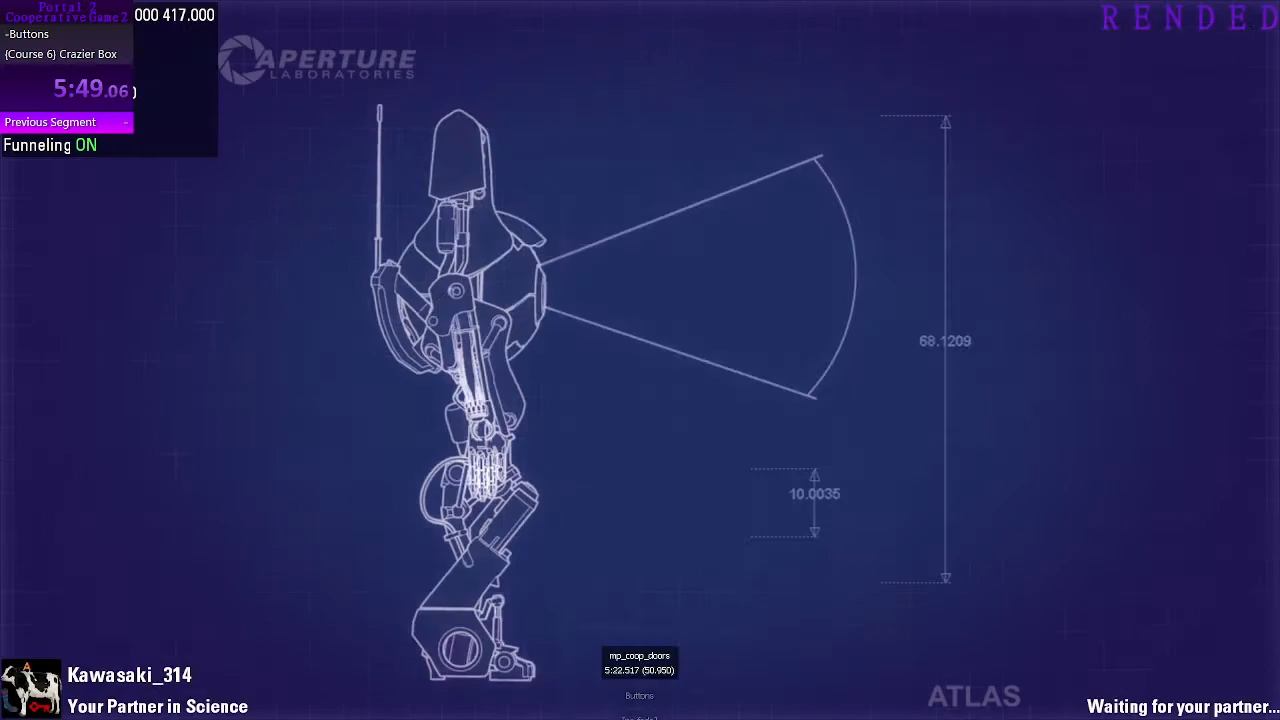 Portal 2
Cooperative Game 2
000 417.000
RENDED
-Buttons
{Course 6} Crazier Box
5:49.06
Previous Segment -
Funneling ON
APERTURE
LABORATORIES
68.1209
10.0035
mp_coop_doors
5:22.517 (50.950)
Buttons
Kawasaki_314
Your Partner in Science
ATLAS
Waiting for your partner...